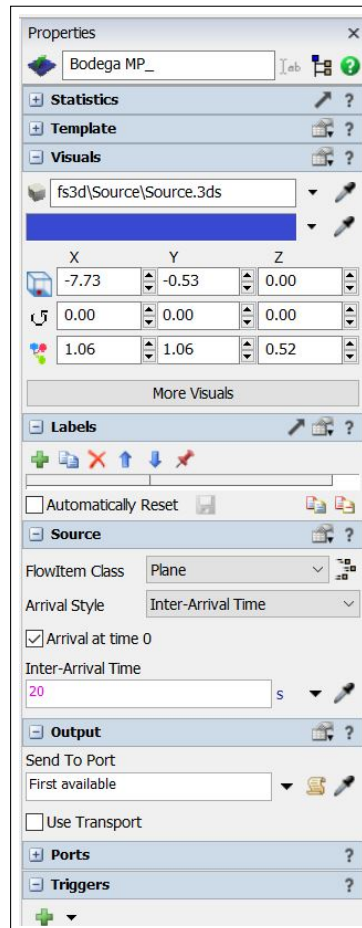 Properties
Bodega MP_
Statistics
Template
Visuals
fs3d\Source\Source.3ds
X Y Z
-7.73 -0.53 0.00
0.00 0.00 0.00
1.06 1.06 0.52
More Visuals
Labels
Automatically Reset
Source
FlowItem Class Plane
Arrival Style Inter-Arrival Time
Arrival at time 0
Inter-Arrival Time
20 s
Output
Send To Port
First available
Use Transport
Ports
Triggers